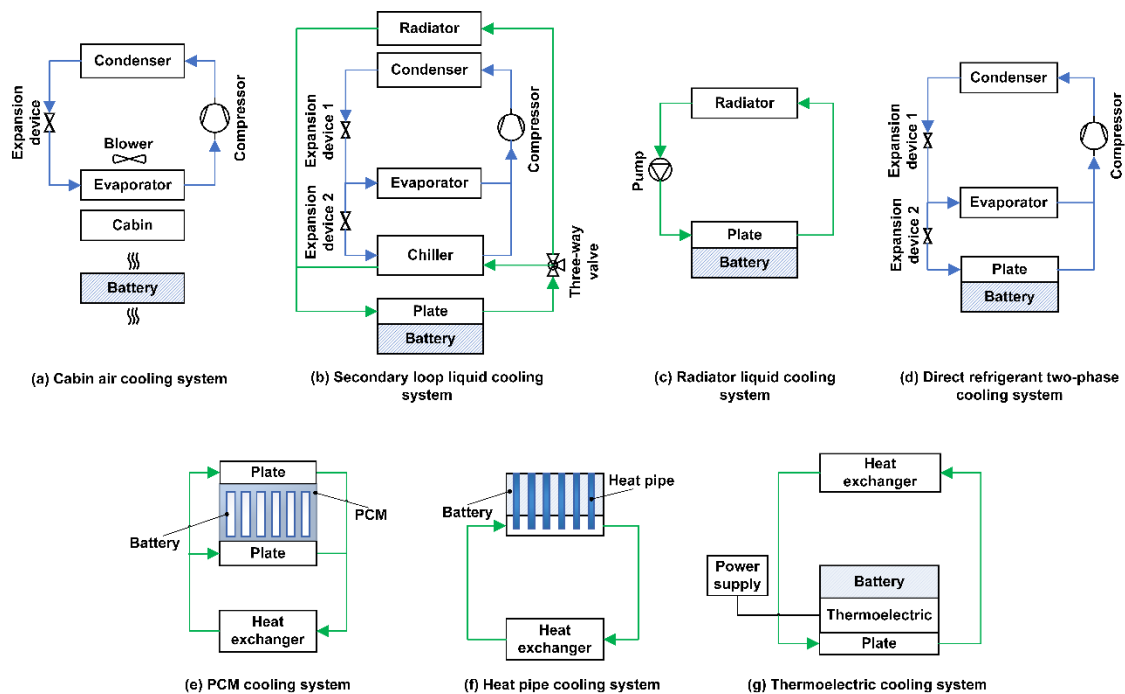 Condenser
Expansion
device
Compressor
Blower
Evaporator
Cabin
Battery
(a) Cabin air cooling system
Radiator
Condenser
Expansion
device 1
Compressor
Evaporator
Expansion
device 2
Chiller
Three-way
valve
Plate
Battery
(b) Secondary loop liquid cooling
system
Radiator
Pump
Plate
Battery
(c) Radiator liquid cooling
system
Condenser
Expansion
device 1
Compressor
Evaporator
Expansion
device 2
Plate
Battery
(d) Direct refrigerant two-phase
cooling system
Plate
PCM
Battery
Plate
Heat
exchanger
(e) PCM cooling system
Heat pipe
Battery
Heat
exchanger
(f) Heat pipe cooling system
Heat
exchanger
Power
supply
Battery
Thermoelectric
Plate
(g) Thermoelectric cooling system